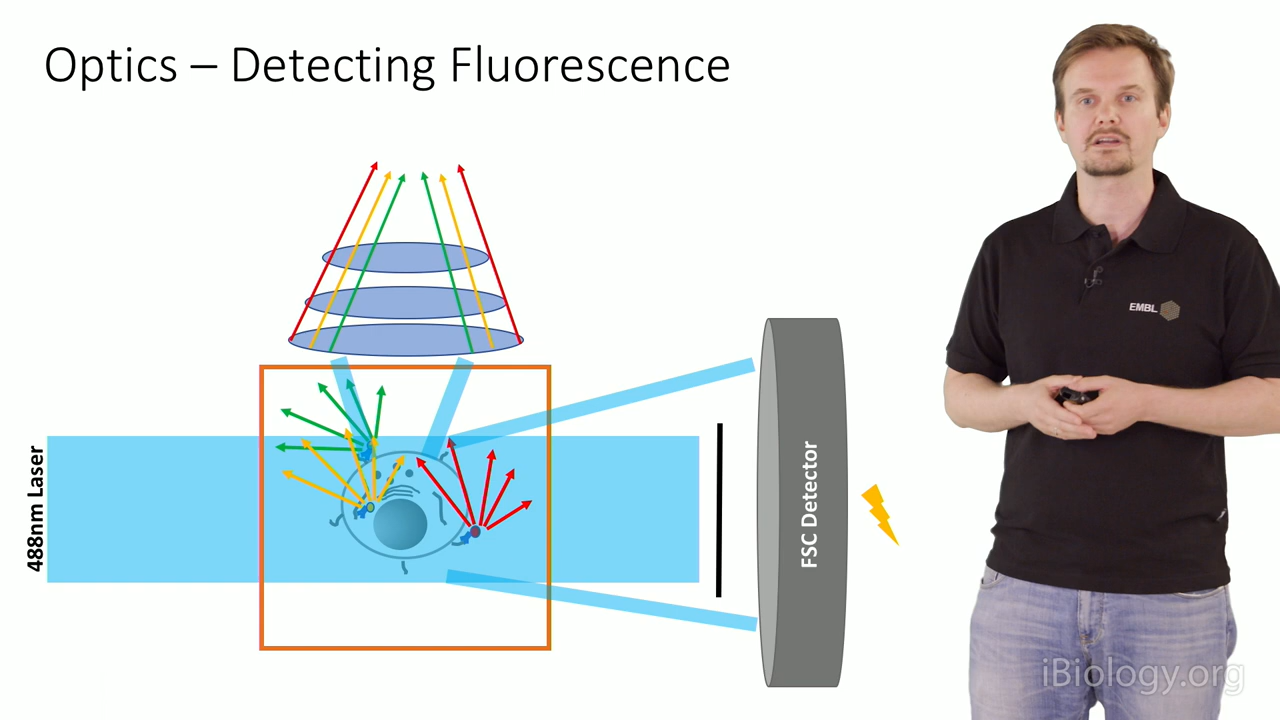 Optics – Detecting Fluorescence
488nm Laser
FSC Detector
EMBL
iBiology.org